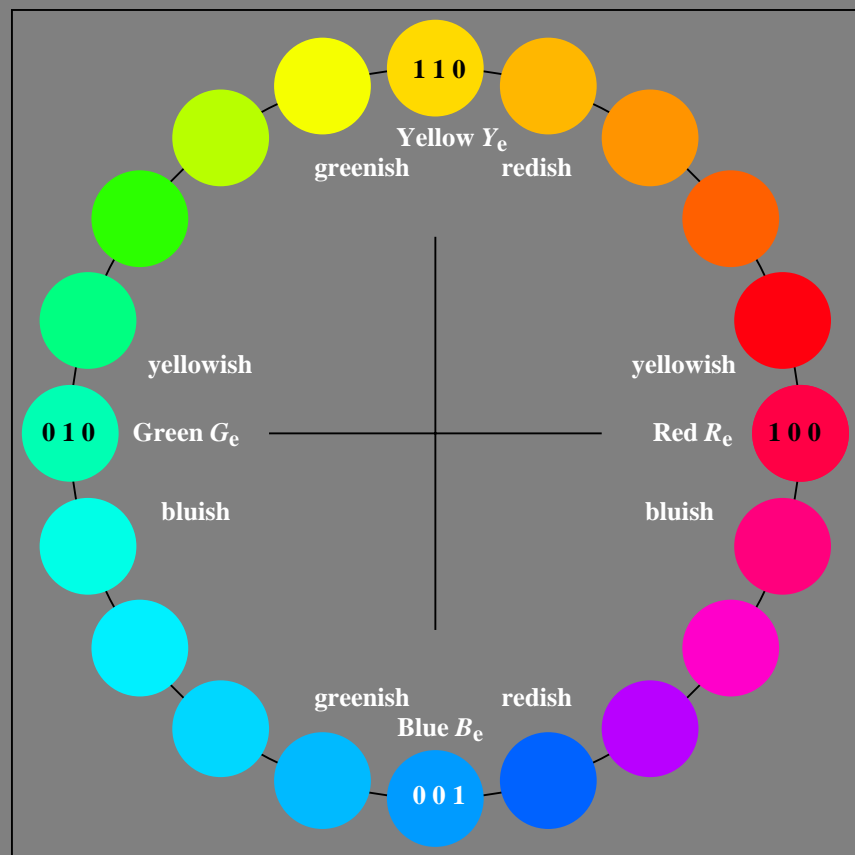 1 1 0
Yellow Ye
greenish redish
yellowish yellowish
0 1 0 Green Ge Red Re 1 0 0
bluish bluish
greenish redish
Blue Be
0 0 1